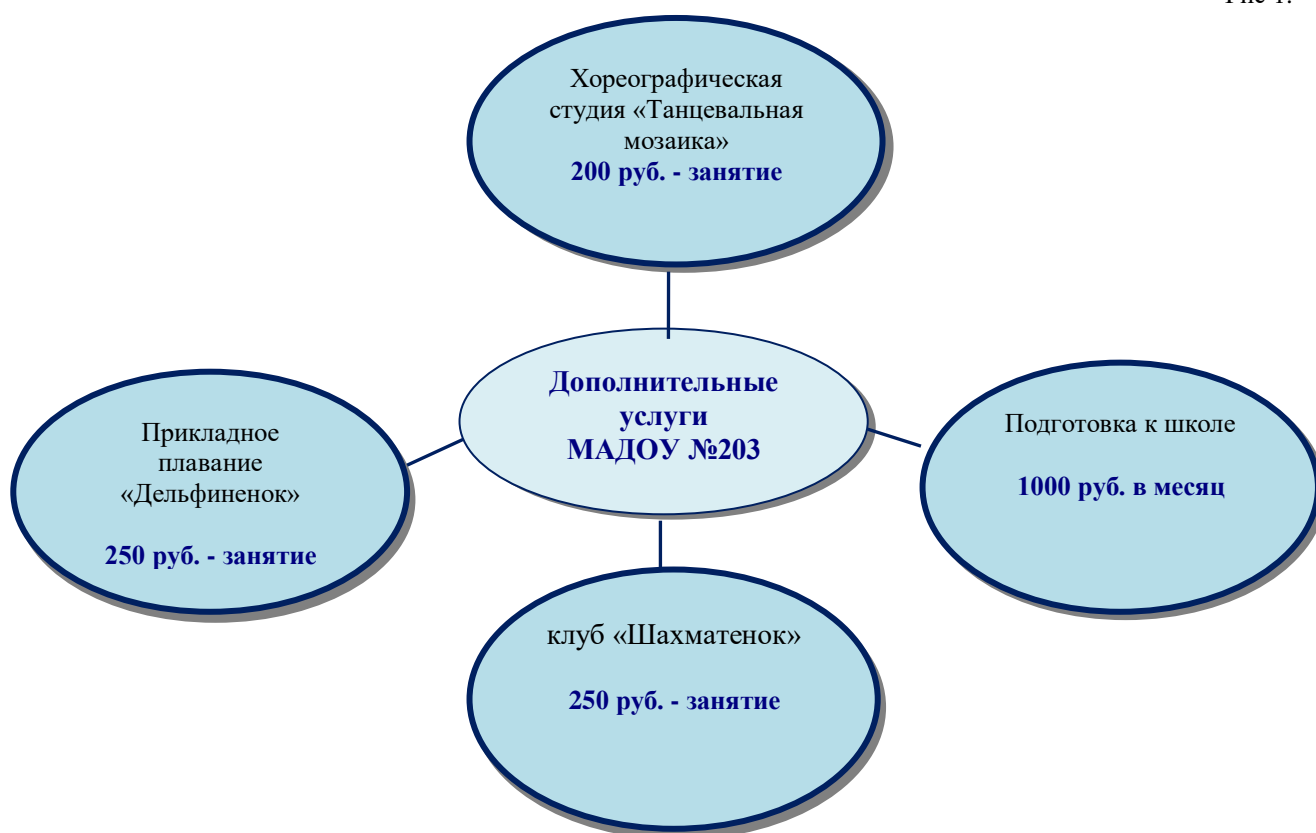 Хореографическая
студия «Танцевальная
мозаика»
200 руб. - занятие
Дополнительные
услуги
МАДОУ №203
Прикладное
плавание
«Дельфиненок»
250 руб. - занятие
Подготовка к школе
1000 руб. в месяц
клуб «Шахматенок»
250 руб. - занятие